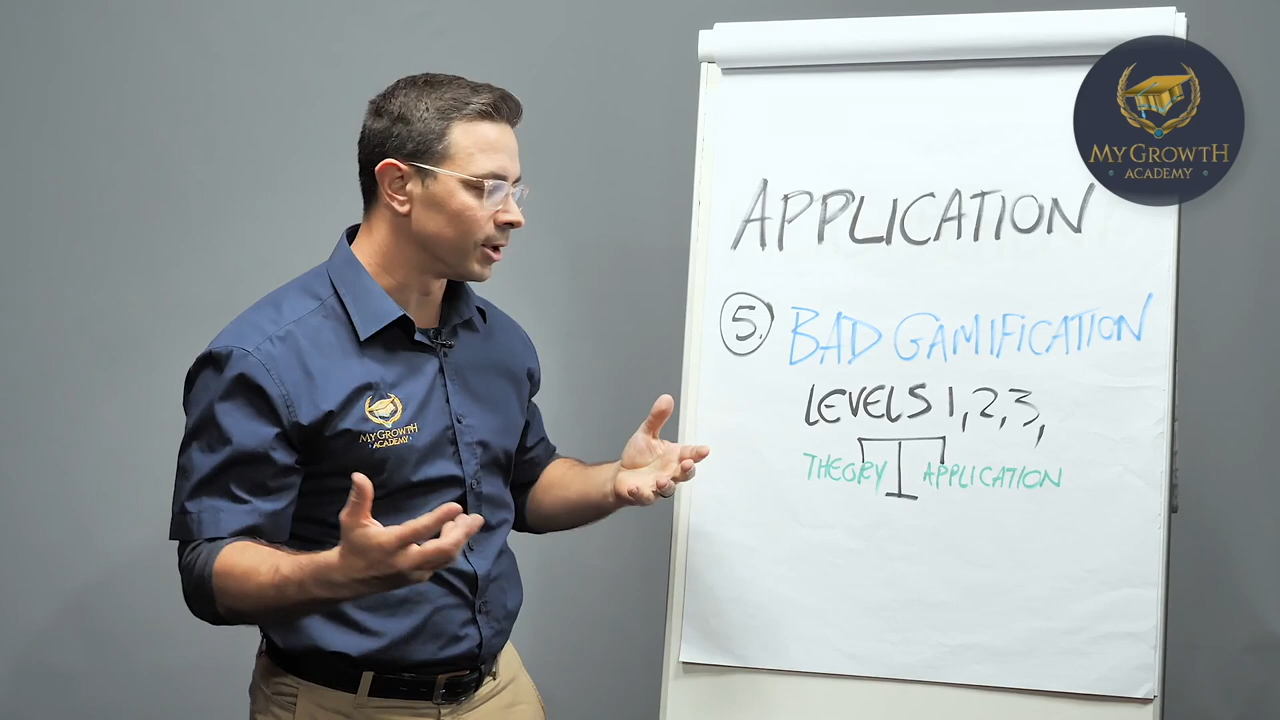 MY GROWTH
ACADEMY
APPLICATION
5. BAD GAMIFICATION
LEVELS 1, 2, 3,
THEORY APPLICATION
MY GROWTH
ACADEMY